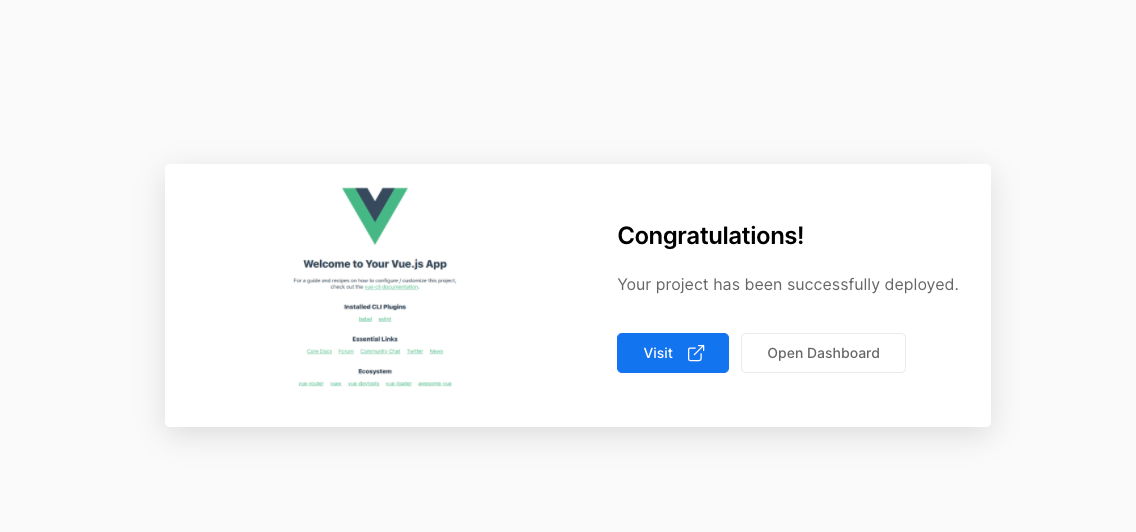 Welcome to Your Vue.js App
For a guide and recipes on how to configure / customize this project,
check out the vue-cli documentation.
Installed CLI Plugins
babel eslint
Essential Links
Core Docs Forum Community Chat Twitter News
Ecosystem
vue-router vuex vue-devtools vue-loader awesome-vue
Congratulations!
Your project has been successfully deployed.
Visit Open Dashboard